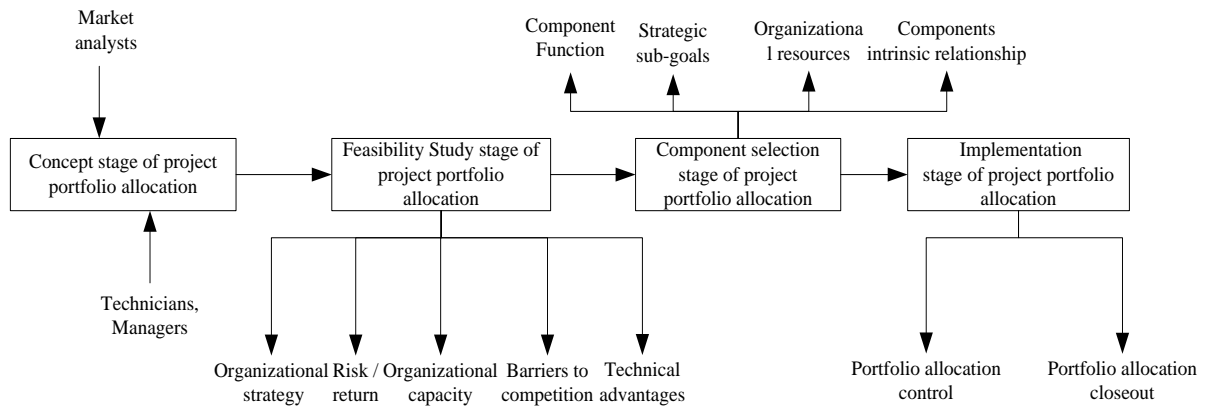 Market
analysts
Component
Function
Strategic
sub-goals
Organizationa
l resources
Components
intrinsic relationship
Concept stage of project
portfolio allocation
Feasibility Study stage of
project portfolio
allocation
Component selection
stage of project
portfolio allocation
Implementation
stage of project portfolio
allocation
Technicians,
Managers
Organizational
strategy
Risk /
return
Organizational
capacity
Barriers to
competition
Technical
advantages
Portfolio allocation
control
Portfolio allocation
closeout